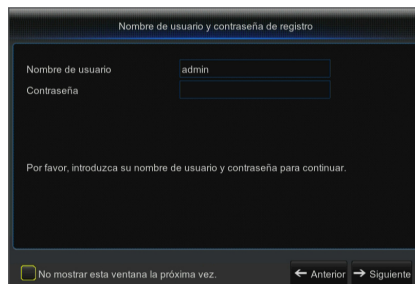 Nombre de usuario y contraseña de registro
Nombre de usuario admin
Contraseña
Por favor, introduzca su nombre de usuario y contraseña para continuar.
No mostrar esta ventana la próxima vez. Anterior Siguiente